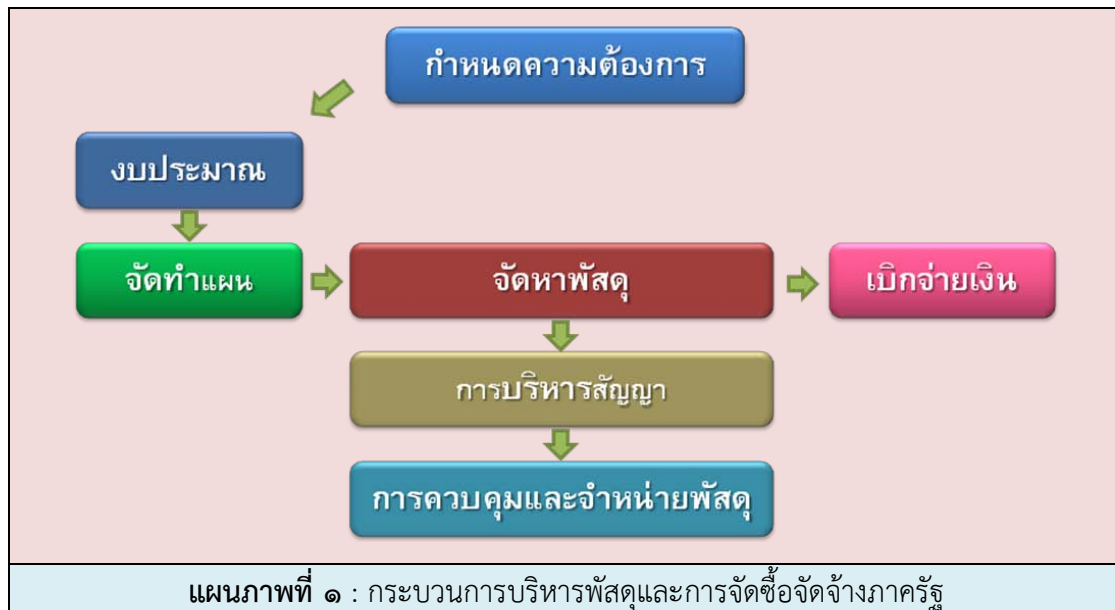 กำหนดความต้องการ
งบประมาณ
จัดทำแผน
จัดหาพัสดุ
เบิกจ่ายเงิน
การบริหารสัญญา
การควบคุมและจำหน่ายพัสดุ
แผนภาพที่ ๑ : กระบวนการบริหารพัสดุและการจัดซื้อจัดจ้างภาครัฐ